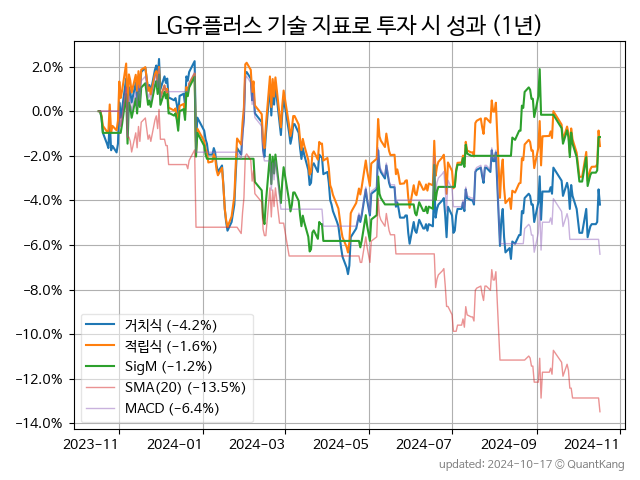 LG유플러스 기술 지표로 투자 시 성과 (1년)
2.0%
0.0%
−2.0%
−4.0%
−6.0%
−8.0%
−10.0%
−12.0%
−14.0%
거치식 (−4.2%)
적립식 (−1.6%)
SigM (−1.2%)
SMA(20) (−13.5%)
MACD (−6.4%)
2023-11 2024-01 2024-03 2024-05 2024-07 2024-09 2024-11
updated: 2024-10-17 © QuantKang